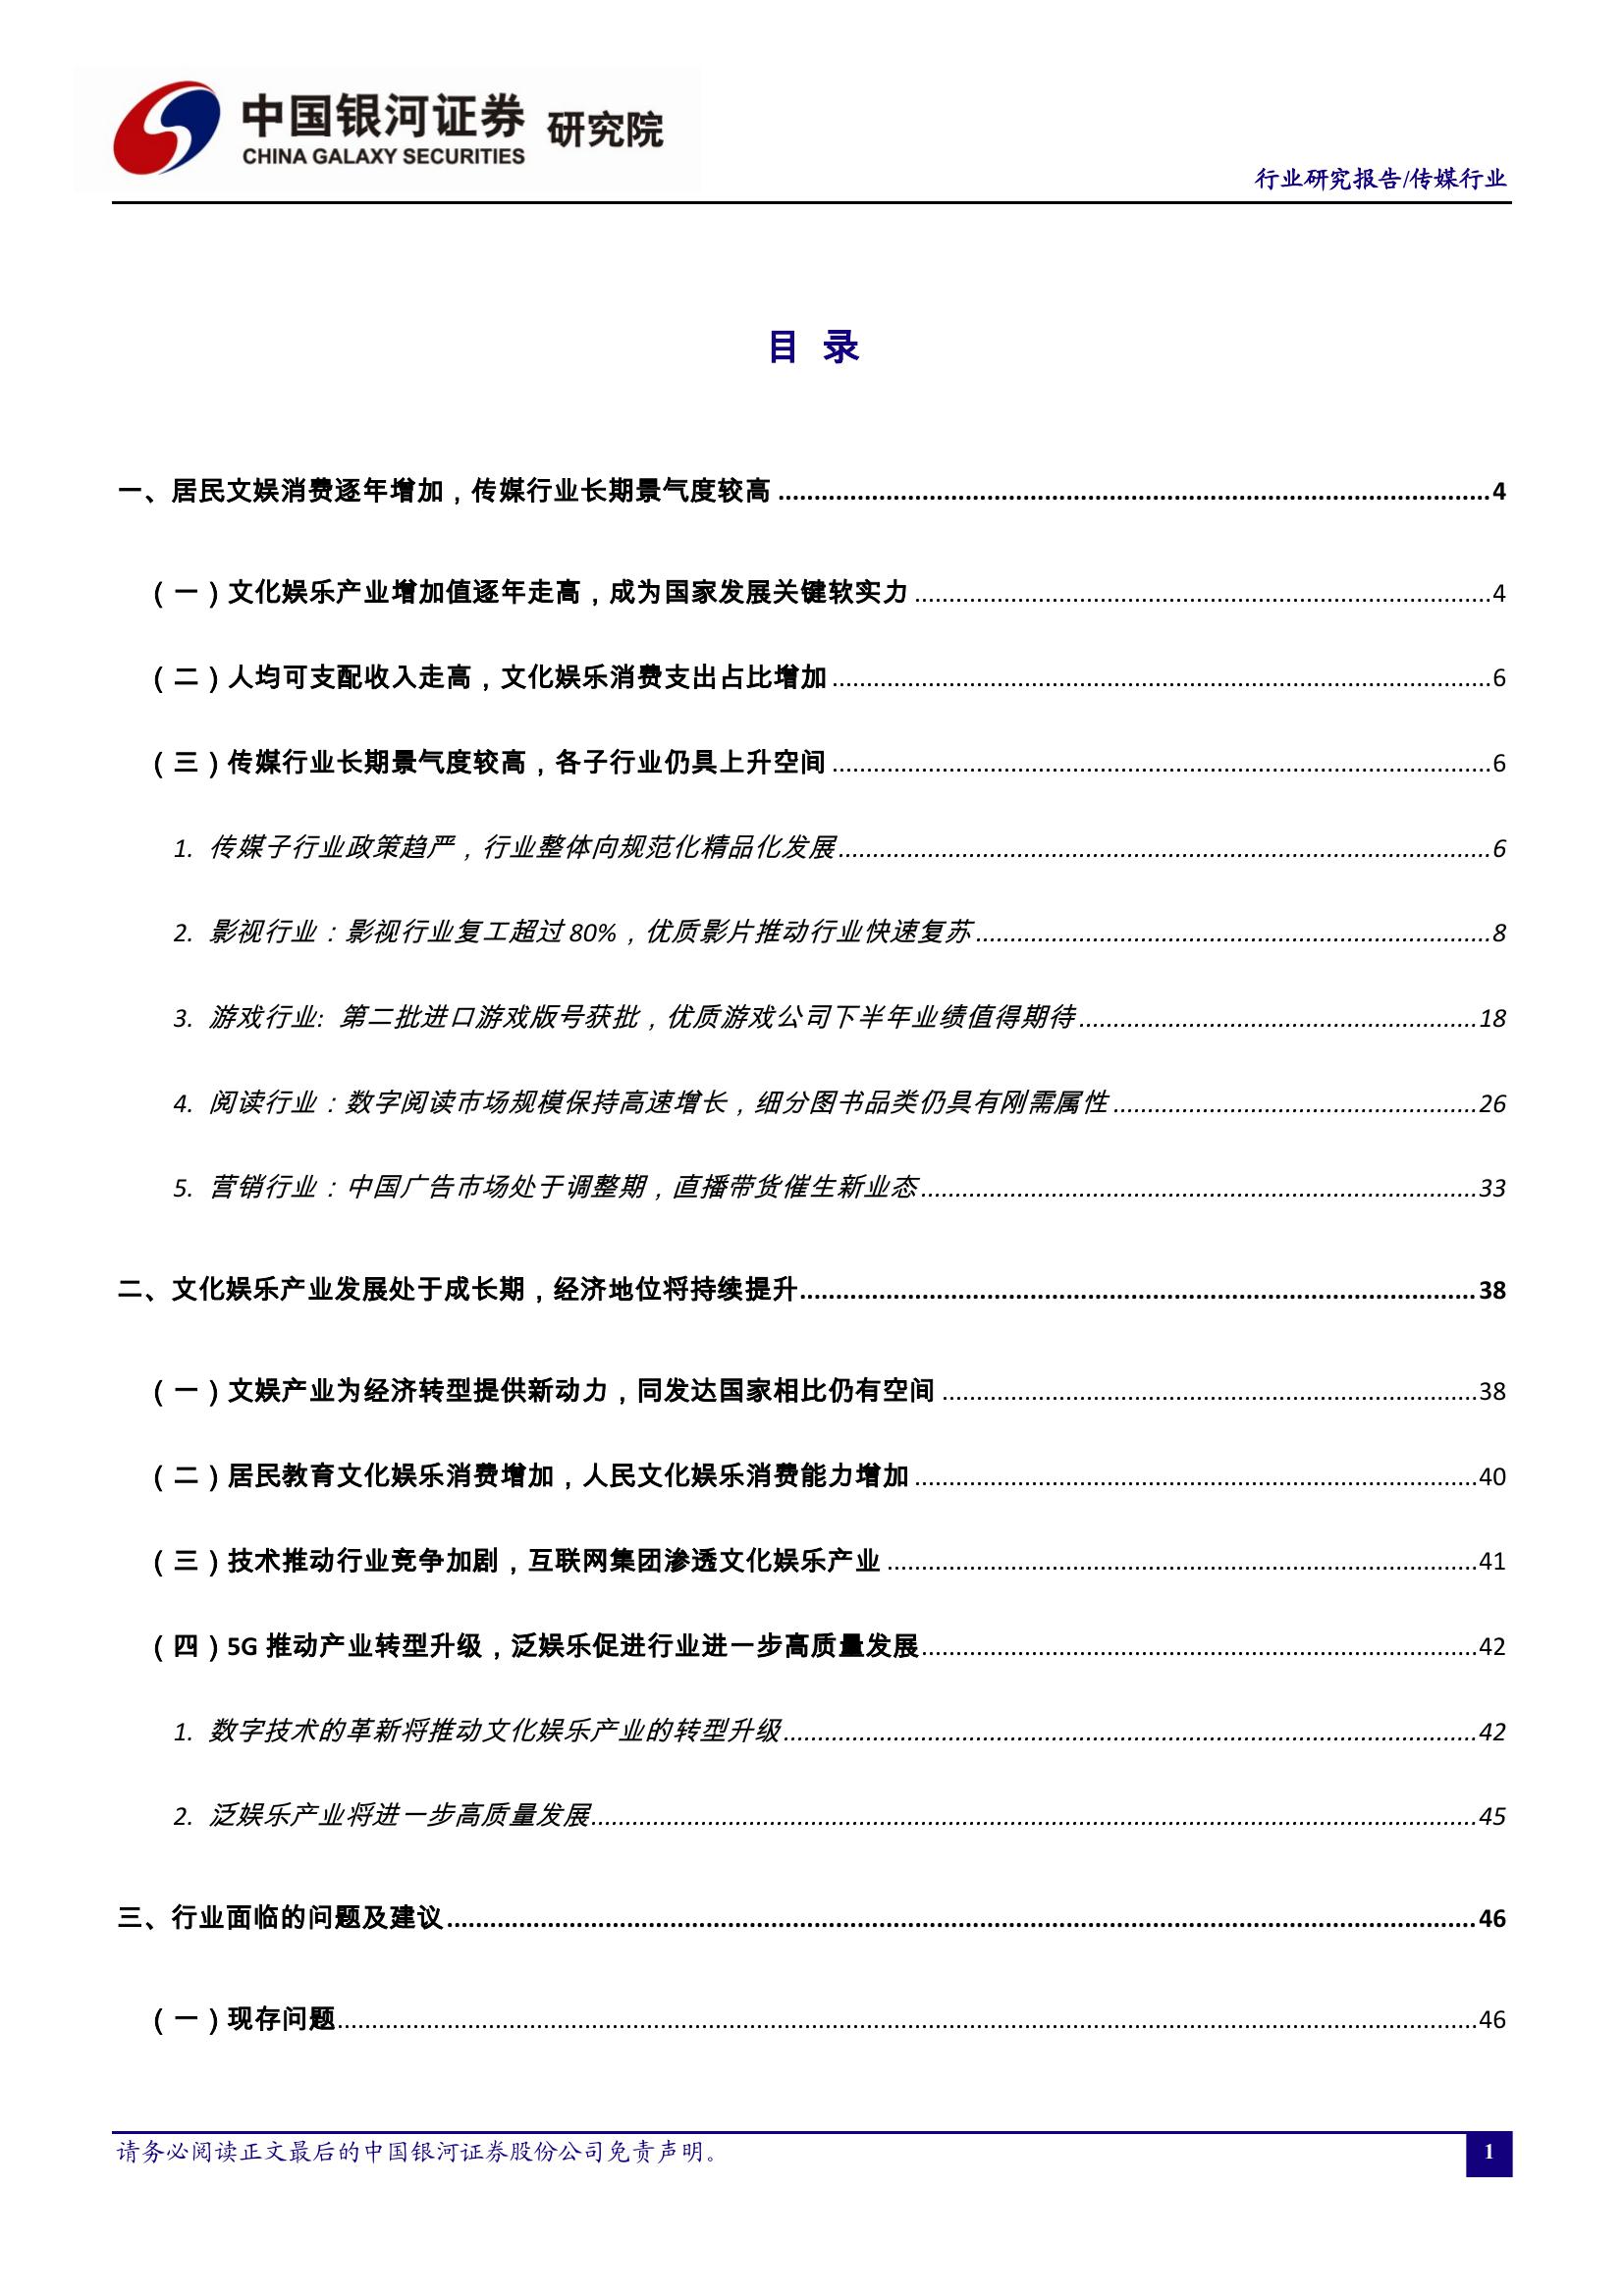 中国银河证券 研究院
CHINA GALAXY SECURITIES
行业研究报告/传媒行业
目 录
一、居民文娱消费逐年增加，传媒行业长期景气度较高........................4
（一）文化娱乐产业增加值逐年走高，成为国家发展关键软实力........................4
（二）人均可支配收入走高，文化娱乐消费支出占比增加........................6
（三）传媒行业长期景气度较高，各子行业仍具上升空间........................6
1. 传媒子行业政策趋严，行业整体向规范化精品化发展........................6
2. 影视行业：影视行业复工超过 80%，优质影片推动行业快速复苏........................8
3. 游戏行业: 第二批进口游戏版号获批，优质游戏公司下半年业绩值得期待........................18
4. 阅读行业：数字阅读市场规模保持高速增长，细分图书品类仍具有刚需属性........................26
5. 营销行业：中国广告市场处于调整期，直播带货催生新业态........................33
二、文化娱乐产业发展处于成长期，经济地位将持续提升........................38
（一）文娱产业为经济转型提供新动力，同发达国家相比仍有空间........................38
（二）居民教育文化娱乐消费增加，人民文化娱乐消费能力增加........................40
（三）技术推动行业竞争加剧，互联网集团渗透文化娱乐产业........................41
（四）5G 推动产业转型升级，泛娱乐促进行业进一步高质量发展........................42
1. 数字技术的革新将推动文化娱乐产业的转型升级........................42
2. 泛娱乐产业将进一步高质量发展........................45
三、行业面临的问题及建议........................46
（一）现存问题........................46
请务必阅读正文最后的中国银河证券股份公司免责声明。
1